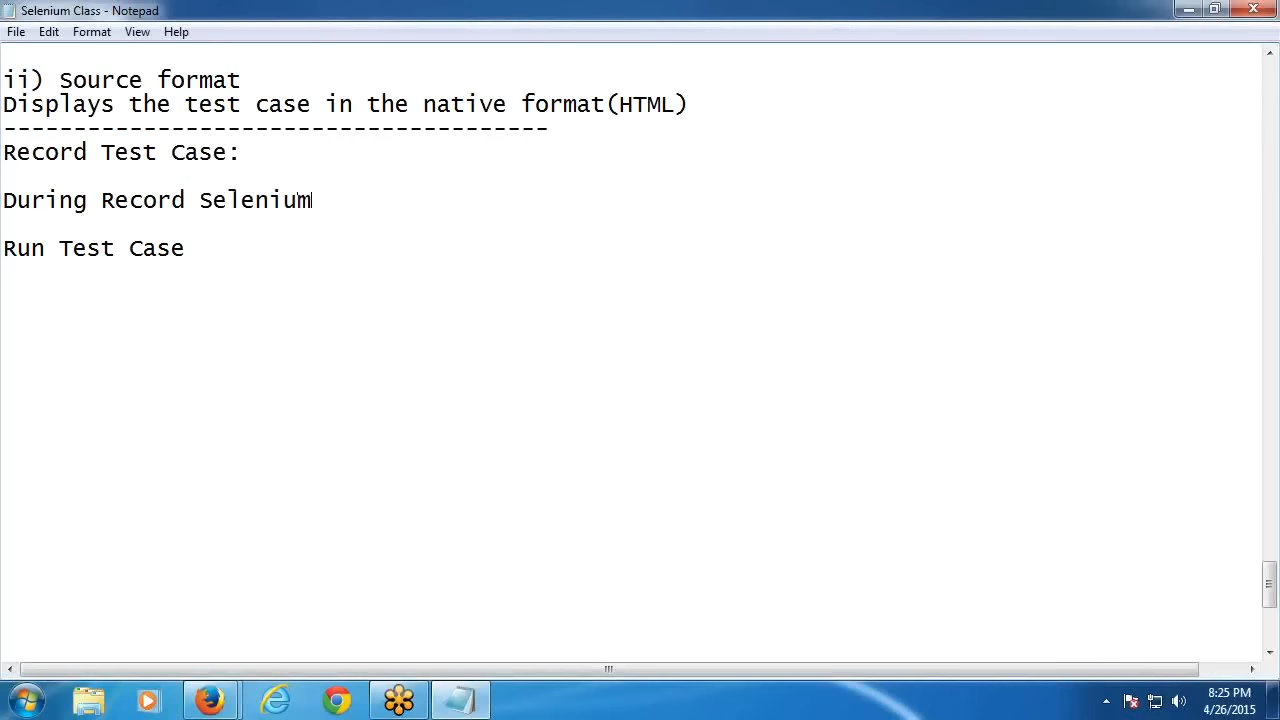 Selenium Class - Notepad
File Edit Format View Help
ii) Source format
Displays the test case in the native format(HTML)
---------------------------------------
Record Test Case:
During Record Selenium
Run Test Case
8:25 PM
4/26/2015